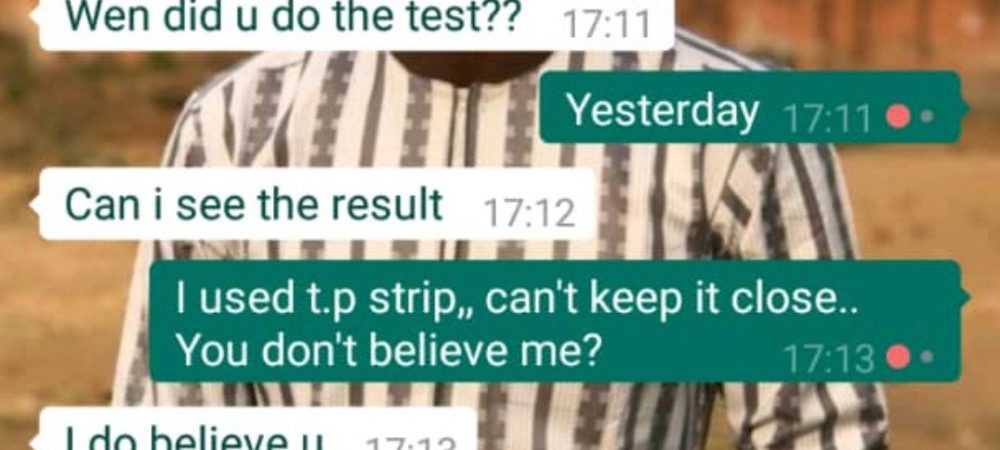 Wen did u do the test?? 17:11
Yesterday 17:11
Can i see the result 17:12
I used t.p strip,, can't keep it close..
You don't believe me? 17:13
I do believe u 17:13